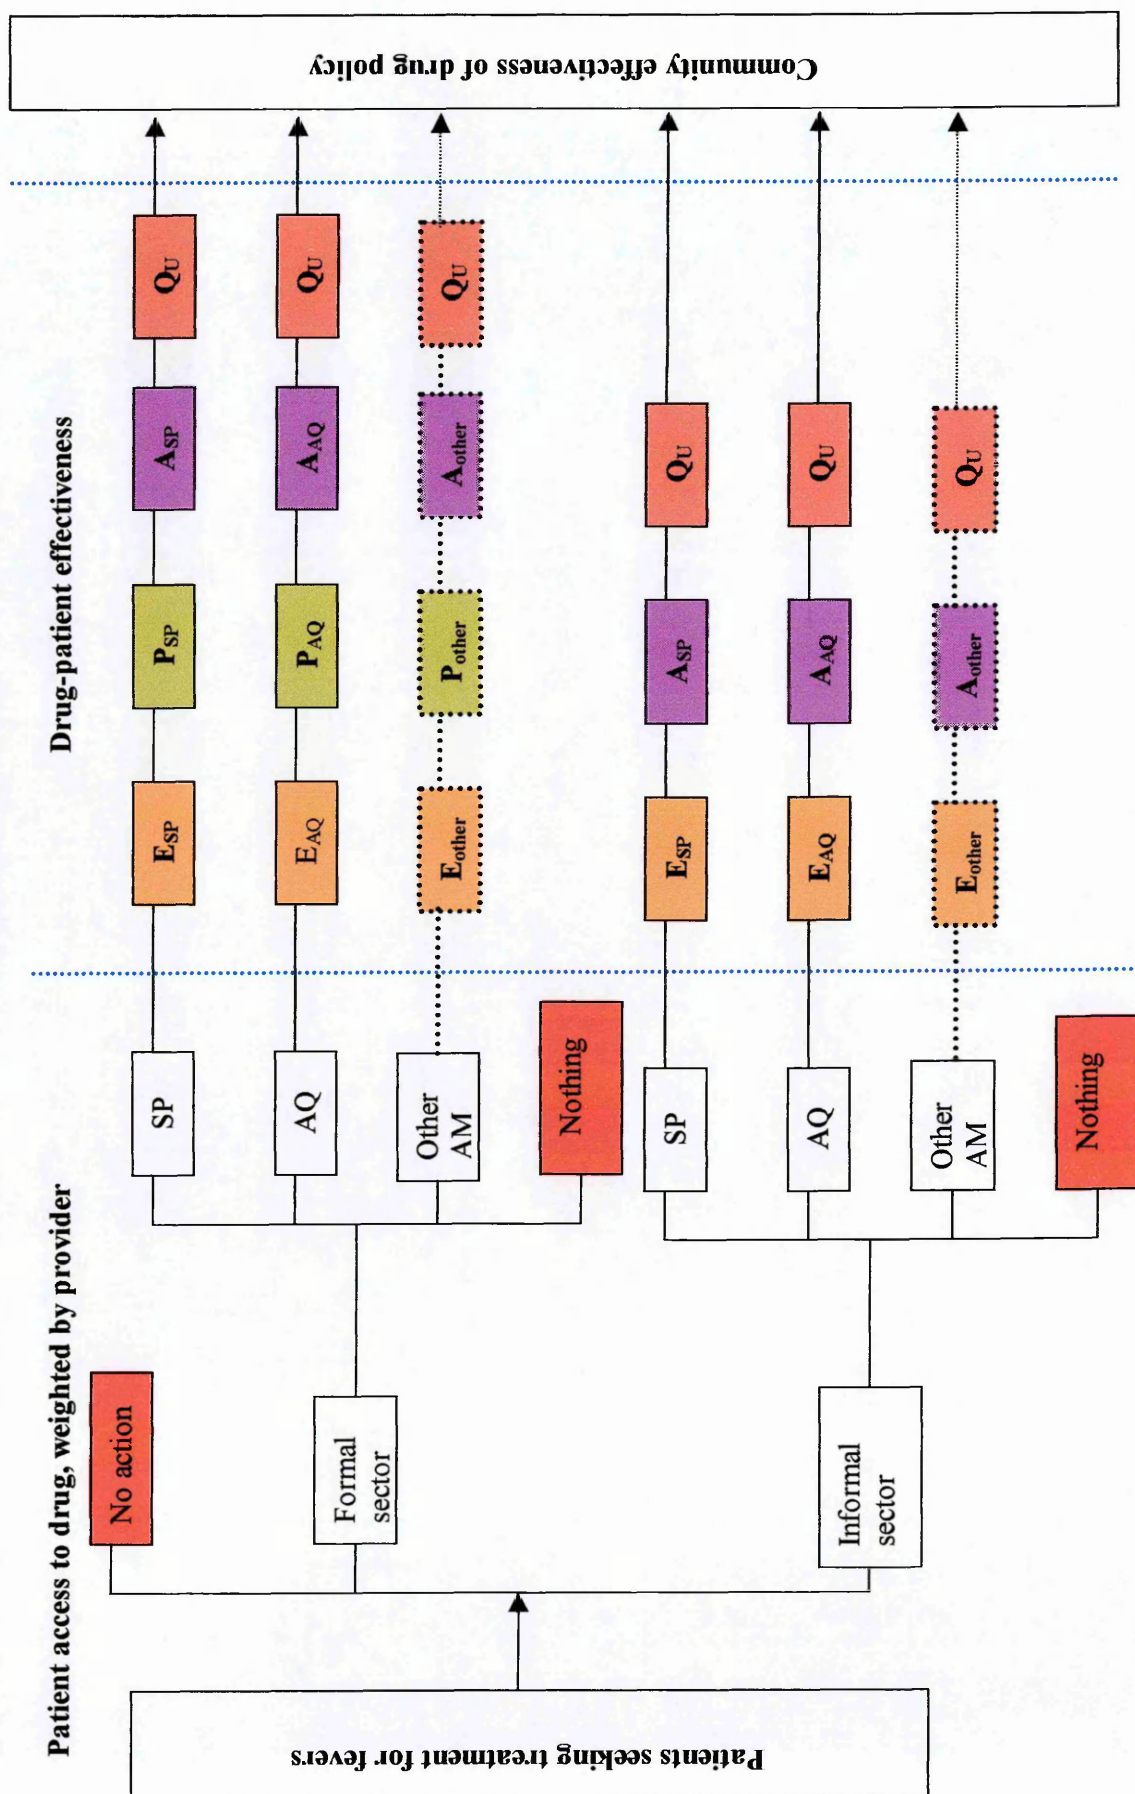 Patient access to drug, weighted by provider
Drug-patient effectiveness
Patients seeking treatment for fevers
No action
Formal
sector
Informal
sector
SP
AQ
Other
AM
Nothing
SP
AQ
Other
AM
Nothing
ESP
PSP
ASP
QU
EAQ
PAQ
AAQ
QU
Eother
Pother
Aother
QU
ESP
ASP
QU
EAQ
AAQ
QU
Eother
Aother
QU
Community effectiveness of drug policy